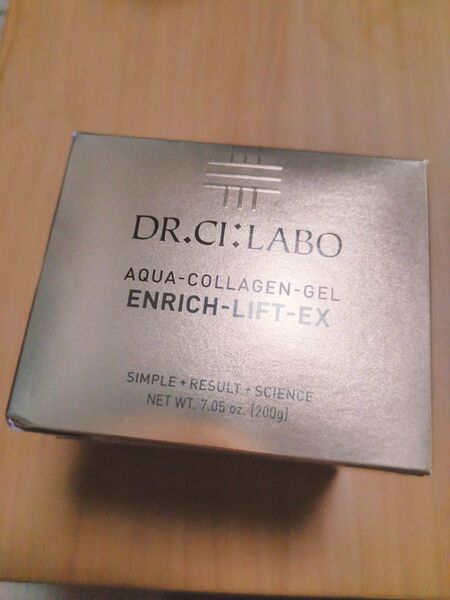 DR.CI:LABO
AQUA-COLLAGEN-GEL
ENRICH-LIFT-EX
SIMPLE+RESULT+SCIENCE
NET WT. 7.05 oz. [200g]